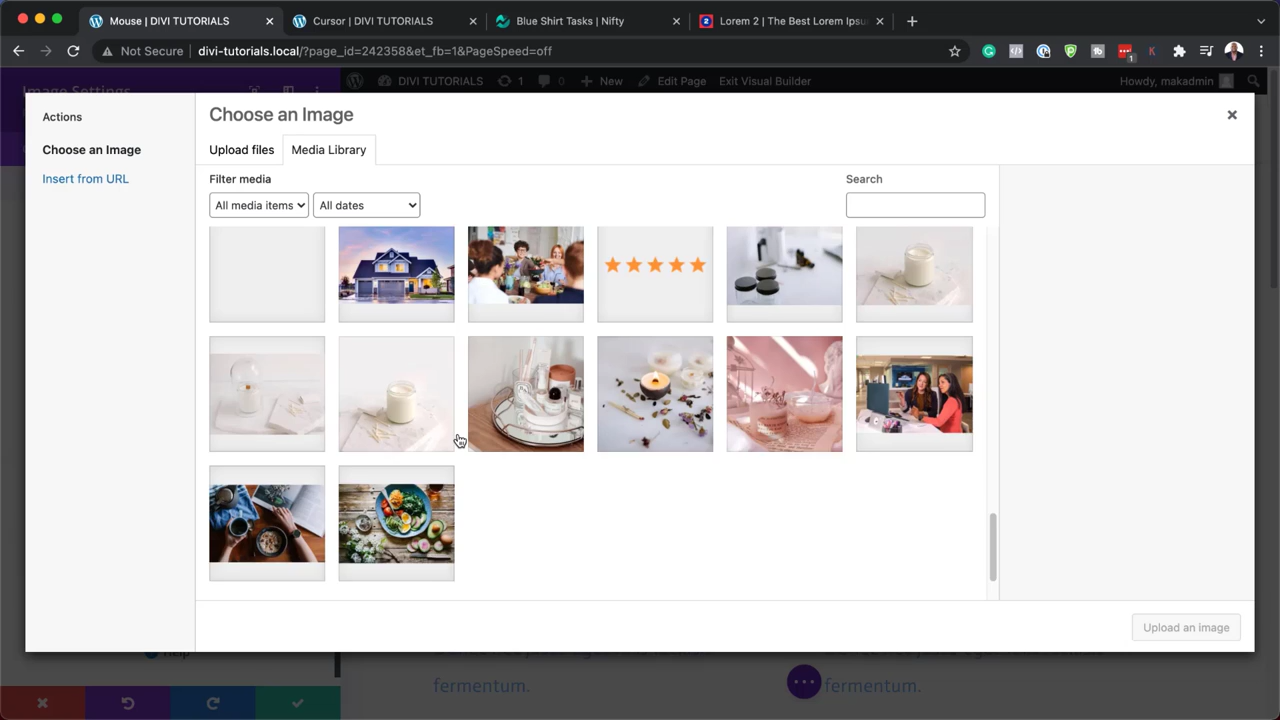 Mouse | DIVI TUTORIALS
Cursor | DIVI TUTORIALS
Blue Shirt Tasks | Nifty
Lorem 2 | The Best Lorem Ipsu
Not Secure
divi-tutorials.local/?page_id=242358&et_fb=1&PageSpeed=off
Image Settings
DIVI TUTORIALS
1
New
Edit Page
Exit Visual Builder
Howdy, makadmin
Actions
Choose an Image
Insert from URL
Choose an Image
Upload files
Media Library
Filter media
All media items
All dates
Search
Upload an image
Help
fermentum.
fermentum.